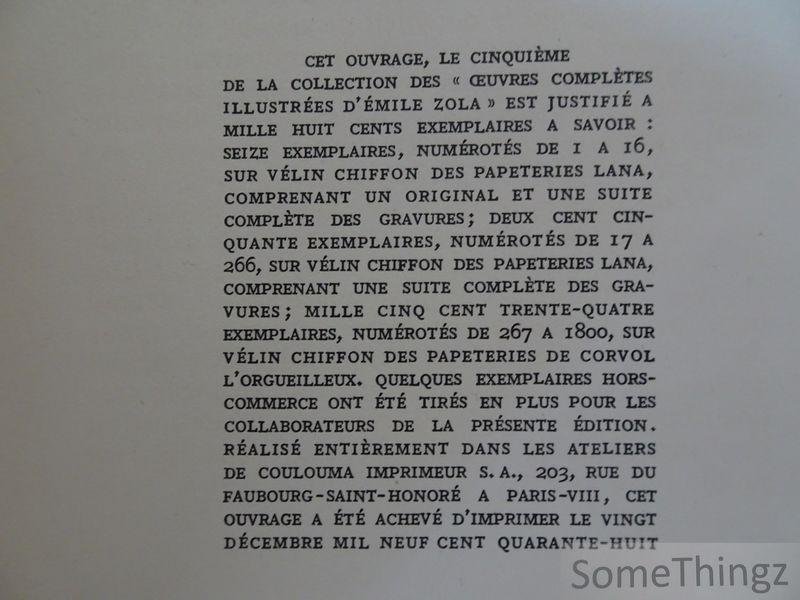 CET OUVRAGE, LE CINQUIÈME
DE LA COLLECTION DES « ŒUVRES COMPLÈTES
ILLUSTRÉES D'ÉMILE ZOLA » EST JUSTIFIÉ A
MILLE HUIT CENTS EXEMPLAIRES A SAVOIR :
SEIZE EXEMPLAIRES, NUMÉROTÉS DE 1 A 16,
SUR VÉLIN CHIFFON DES PAPETERIES LANA,
COMPRENANT UN ORIGINAL ET UNE SUITE
COMPLÈTE DES GRAVURES; DEUX CENT CIN-
QUANTE EXEMPLAIRES, NUMÉROTÉS DE 17 A
266, SUR VÉLIN CHIFFON DES PAPETERIES LANA,
COMPRENANT UNE SUITE COMPLÈTE DES GRA-
VURES; MILLE CINQ CENT TRENTE-QUATRE
EXEMPLAIRES, NUMÉROTÉS DE 267 A 1800, SUR
VÉLIN CHIFFON DES PAPETERIES DE CORVOL
L'ORGUEILLEUX. QUELQUES EXEMPLAIRES HORS-
COMMERCE ONT ÉTÉ TIRÉS EN PLUS POUR LES
COLLABORATEURS DE LA PRÉSENTE ÉDITION.
RÉALISÉ ENTIÈREMENT DANS LES ATELIERS
DE COULOUMA IMPRIMEUR S. A., 203, RUE DU
FAUBOURG-SAINT-HONORÉ A PARIS-VIII, CET
OUVRAGE A ÉTÉ ACHEVÉ D'IMPRIMER LE VINGT
DÉCEMBRE MIL NEUF CENT QUARANTE-HUIT
SomeThingz